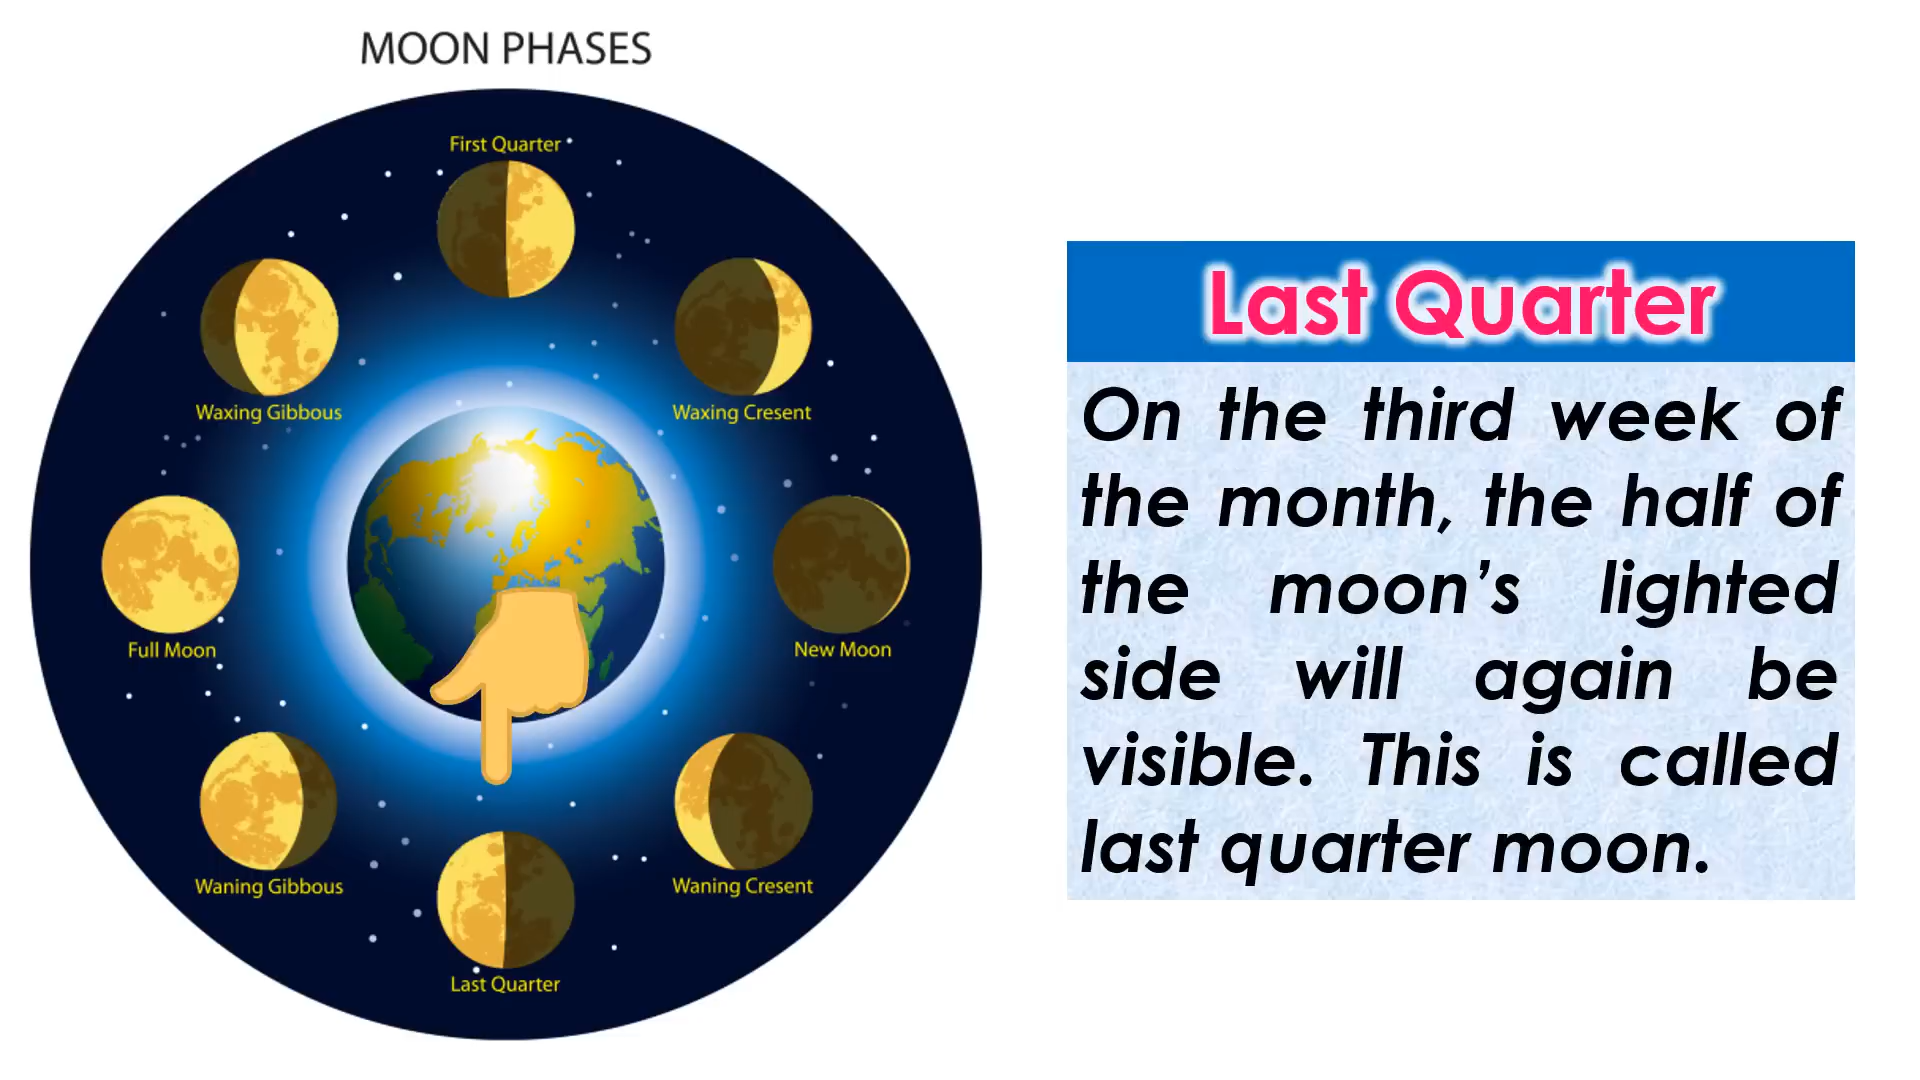 MOON PHASES
First Quarter
Waxing Gibbous
Waxing Cresent
Full Moon
New Moon
Waning Gibbous
Waning Cresent
Last Quarter
Last Quarter
On the third week of
the month, the half of
the moon’s lighted
side will again be
visible. This is called
last quarter moon.